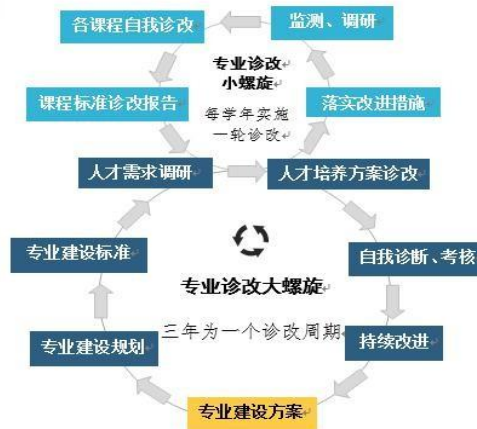 各课程自我诊改
监测、调研
专业诊改
小螺旋
课程标准诊改报告
每学年实施
一轮诊改
落实改进措施
人才需求调研
人才培养方案诊改
专业建设标准
自我诊断、考核
专业诊改大螺旋
三年为一个诊改周期
专业建设规划
持续改进
专业建设方案